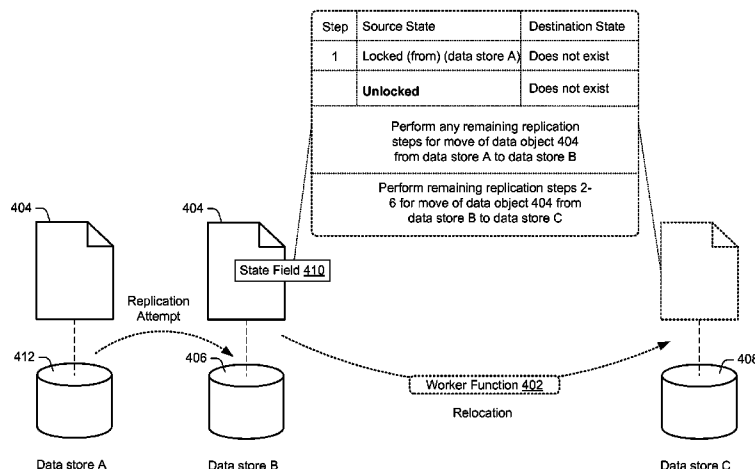 Step Source State Destination State
1 Locked (from) (data store A) Does not exist
Unlocked Does not exist
Perform any remaining replication
steps for move of data object 404
from data store A to data store B
Perform remaining replication steps 2-
6 for move of data object 404 from
data store B to data store C
404
404
State Field 410
Replication
Attempt
412
406
408
Worker Function 402
Relocation
Data store A
Data store B
Data store C